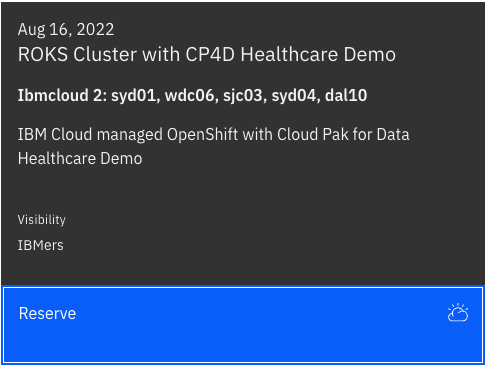 Aug 16, 2022
ROKS Cluster with CP4D Healthcare Demo
Ibmcloud 2: syd01, wdc06, sjc03, syd04, dal10
IBM Cloud managed OpenShift with Cloud Pak for Data
Healthcare Demo
Visibility
IBMers
Reserve